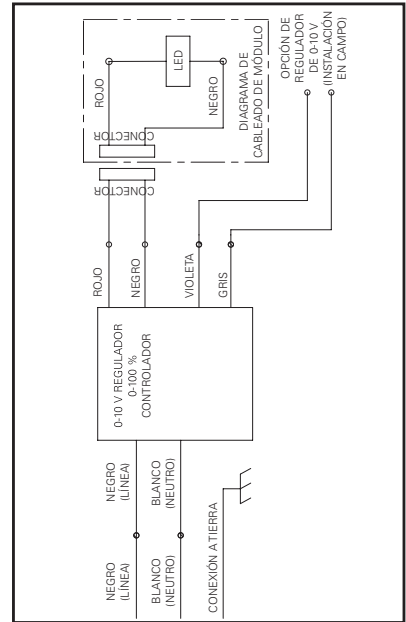 NEGRO
(LÍNEA)
BLANCO
(NEUTRO)
CONEXIÓN A TIERRA
NEGRO
(LÍNEA)
BLANCO
(NEUTRO)
0-10 V REGULADOR
0-100 %
CONTROLADOR
ROJO
NEGRO
VIOLETA
GRIS
CONECTOR
CONECTOR
ROJO
LED
NEGRO
DIAGRAMA DE
CABLEADO DE MÓDULO
OPCIÓN DE
REGULADOR
DE 0-10 V
(INSTALACIÓN
EN CAMPO)